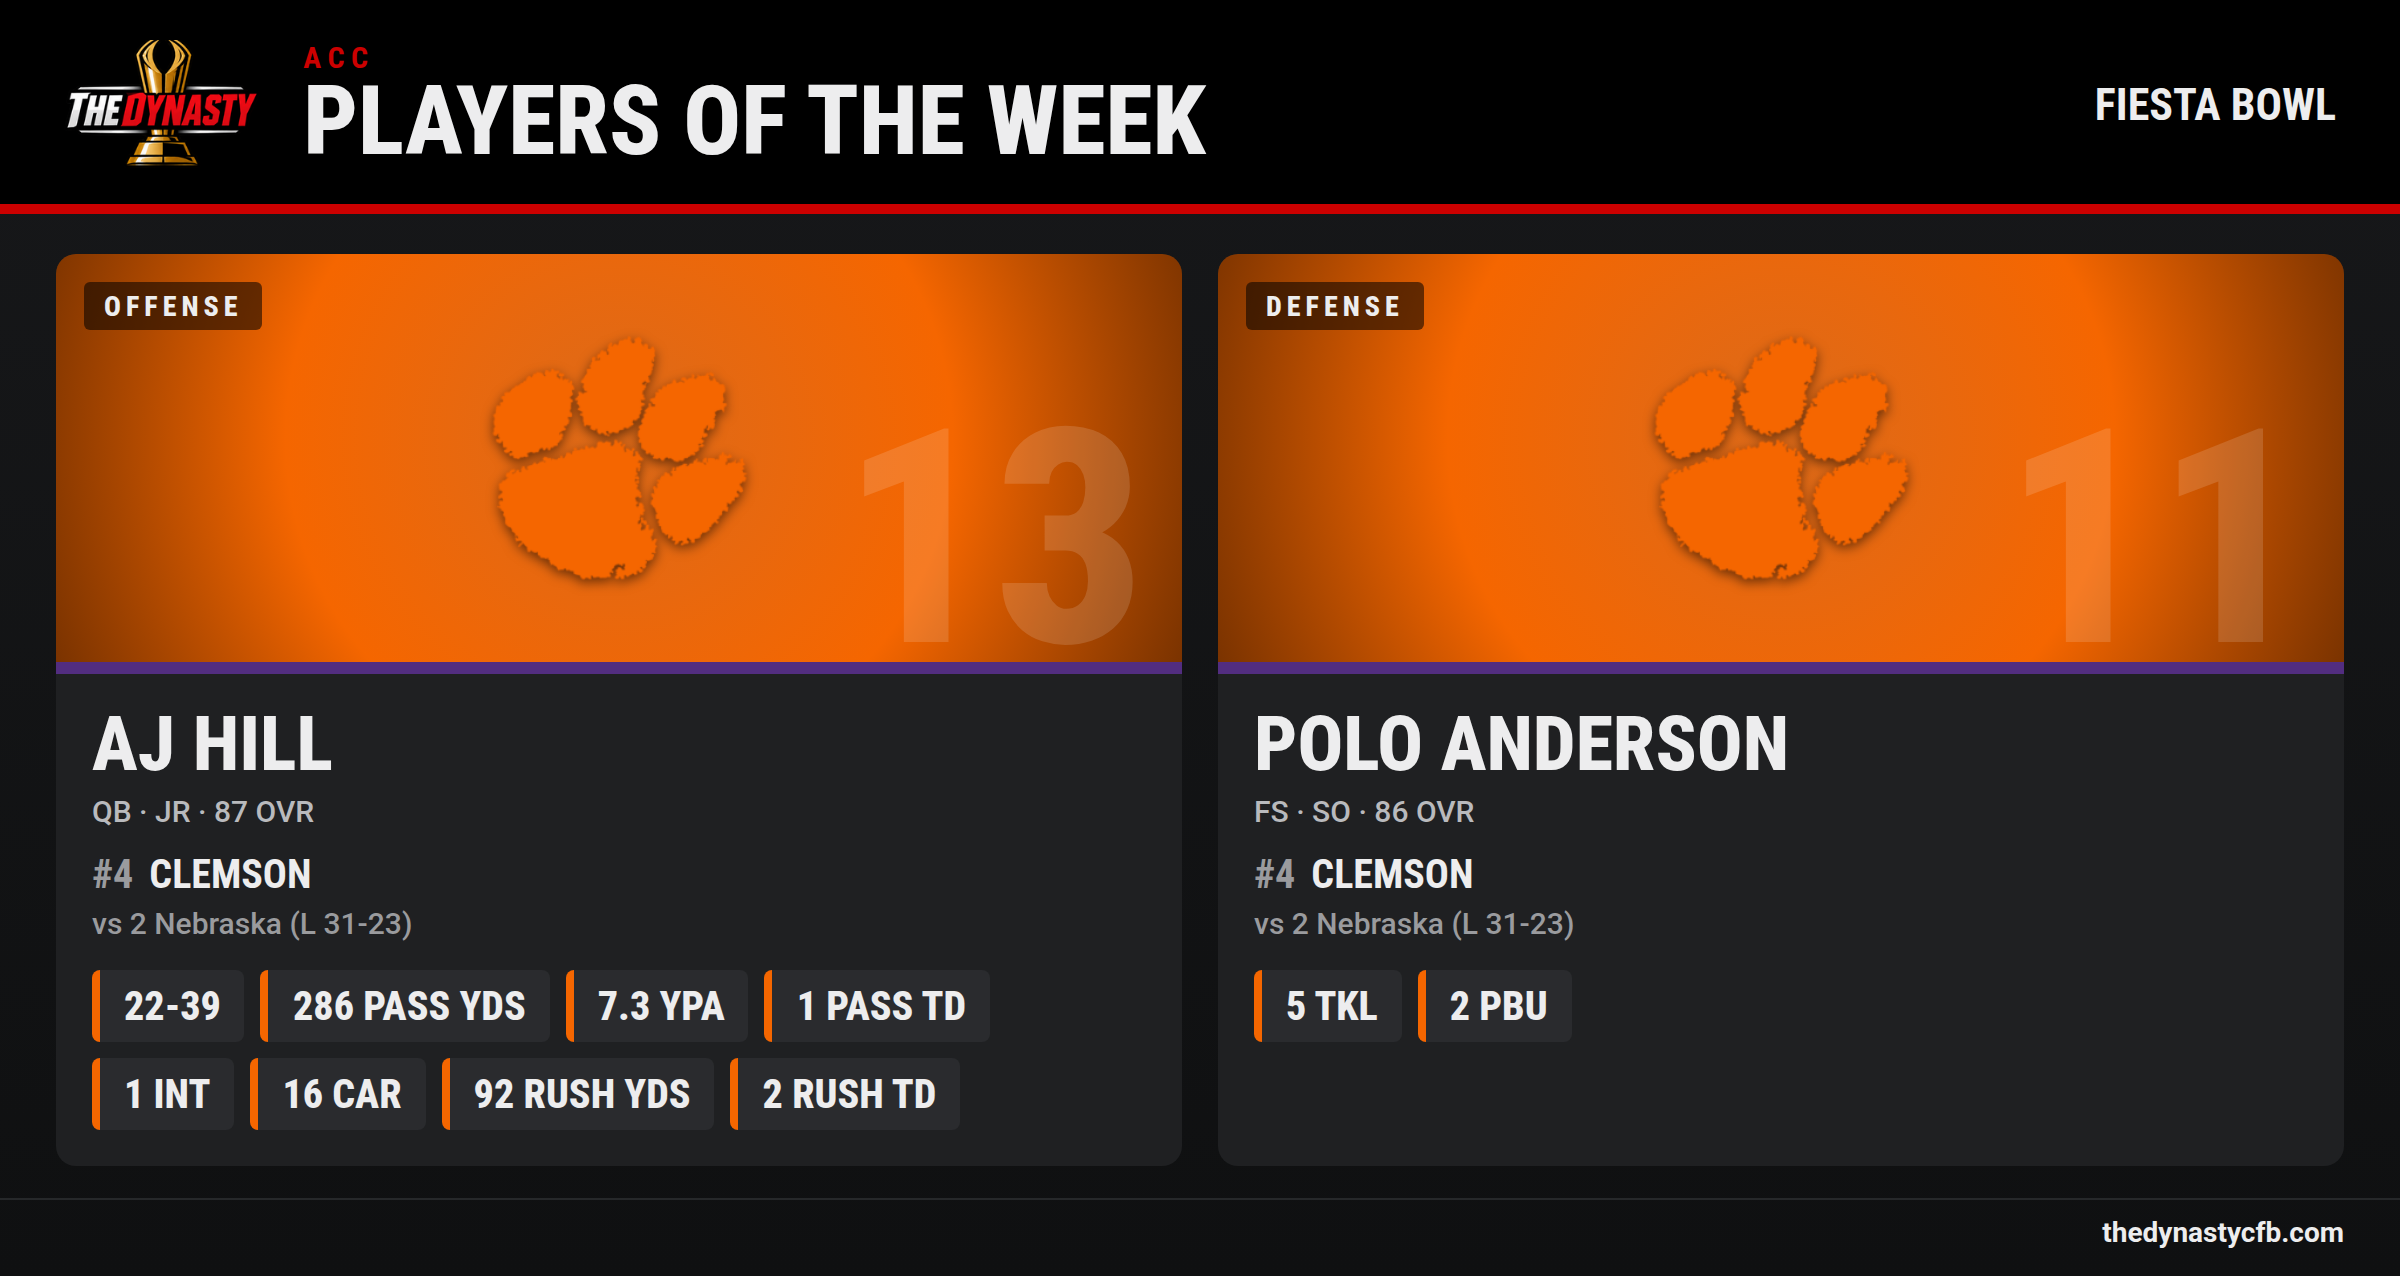 THE DYNASTY
ACC
PLAYERS OF THE WEEK
FIESTA BOWL
OFFENSE
13
AJ HILL
QB · JR · 87 OVR
#4 CLEMSON
vs 2 Nebraska (L 31-23)
22-39
286 PASS YDS
7.3 YPA
1 PASS TD
1 INT
16 CAR
92 RUSH YDS
2 RUSH TD
DEFENSE
11
POLO ANDERSON
FS · SO · 86 OVR
#4 CLEMSON
vs 2 Nebraska (L 31-23)
5 TKL
2 PBU
thedynastycfb.com